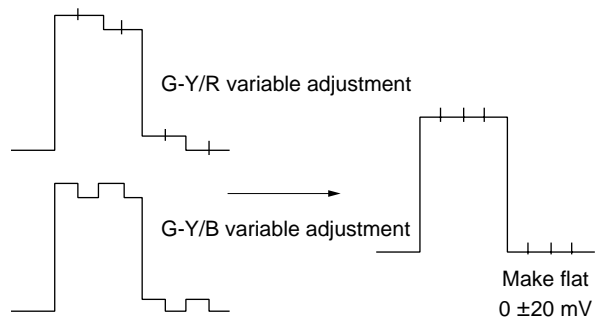 G-Y/R variable adjustment
G-Y/B variable adjustment
Make flat
0 ±20 mV